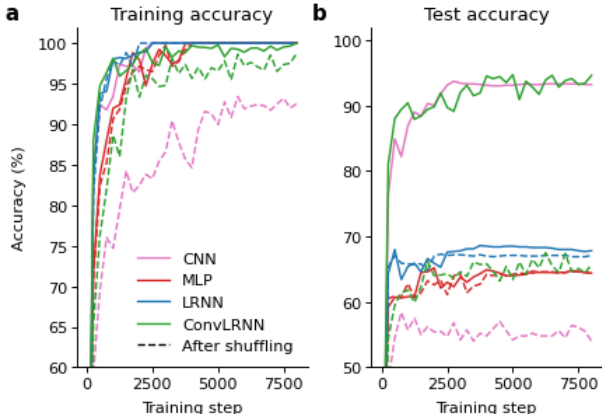 a
Training accuracy
100
95
90
85
80
75
70
65
60
Accuracy (%)
0
2500
5000
7500
Training step
CNN
MLP
LRNN
ConvLRNN
After shuffling
b
Test accuracy
100
90
80
70
60
50
0
2500
5000
7500
Training step